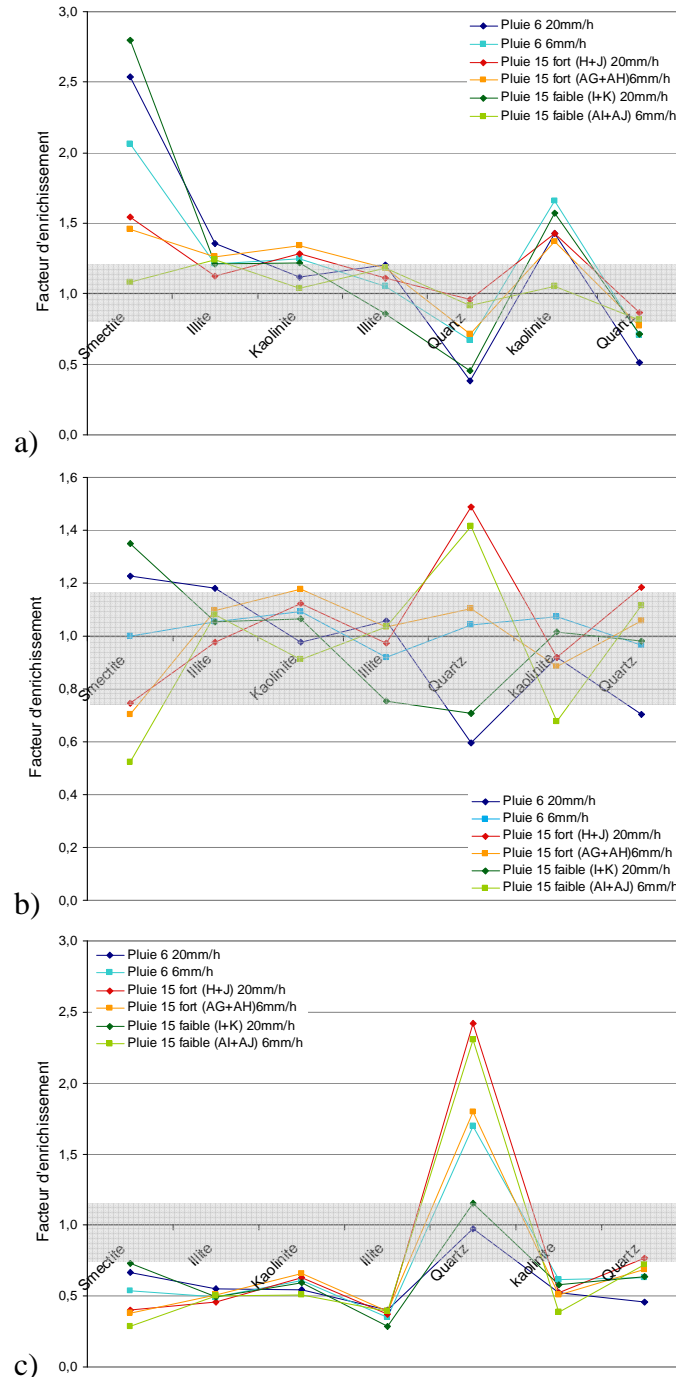 3,0
2,5
2,0
1,5
1,0
0,5
0,0
Facteur d'enrichissement
Pluie 6 20mm/h
Pluie 6 6mm/h
Pluie 15 fort (H+J) 20mm/h
Pluie 15 fort (AG+AH)6mm/h
Pluie 15 faible (I+K) 20mm/h
Pluie 15 faible (AI+AJ) 6mm/h
Smectite
Illite
Kaolinite
Illite
Quartz
kaolinite
Quartz
a)
1,6
1,4
1,2
1,0
0,8
0,6
0,4
0,2
0,0
Facteur d'enrichissement
Smectite
Illite
Kaolinite
Illite
Quartz
kaolinite
Quartz
Pluie 6 20mm/h
Pluie 6 6mm/h
Pluie 15 fort (H+J) 20mm/h
Pluie 15 fort (AG+AH)6mm/h
Pluie 15 faible (I+K) 20mm/h
Pluie 15 faible (AI+AJ) 6mm/h
b)
3,0
2,5
2,0
1,5
1,0
0,5
0,0
Facteur d'enrichissement
Pluie 6 20mm/h
Pluie 6 6mm/h
Pluie 15 fort (H+J) 20mm/h
Pluie 15 fort (AG+AH)6mm/h
Pluie 15 faible (I+K) 20mm/h
Pluie 15 faible (AI+AJ) 6mm/h
Smectite
Illite
Kaolinite
Illite
Quartz
kaolinite
Quartz
c)